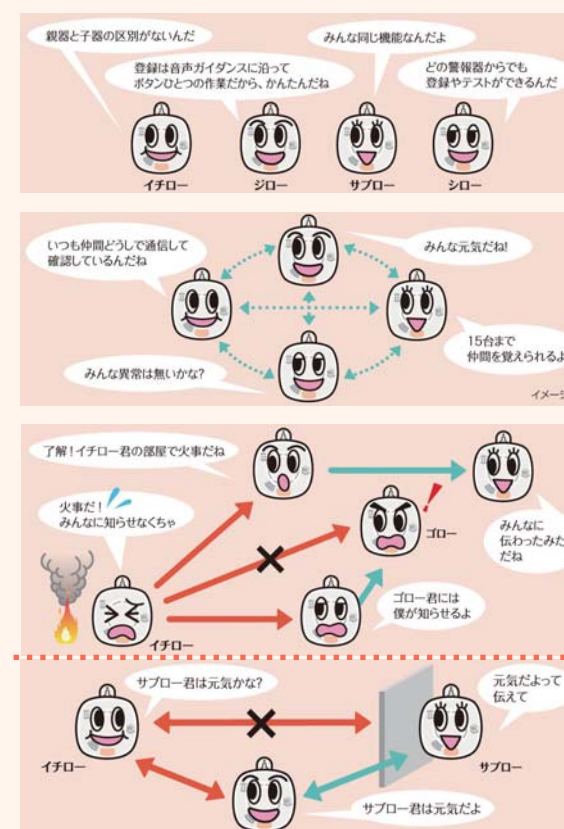 親器と子器の区別がないんだ
みんな同じ機能なんだよ
登録は音声ガイダンスに沿って
ボタンひとつの作業だから、かんたんだね
どの警報器からでも
登録やテストができるんだ
イチロー
ジロー
サブロー
シロー
いつも仲間どうしで通信して
確認しているんだね
みんな元気だね!
みんな異常は無いかな?
15台まで
仲間を覚えられるよ
イメージ
了解!イチロー君の部屋で火事だね
火事だ!
みんなに知らせなくちゃ
ゴロー
みんなに
伝わったみた
だね
ゴロー君には
僕が知らせるよ
イチロー
サブロー君は元気かな?
元気だよって
伝えて
イチロー
サブロー
サブロー君は元気だよ